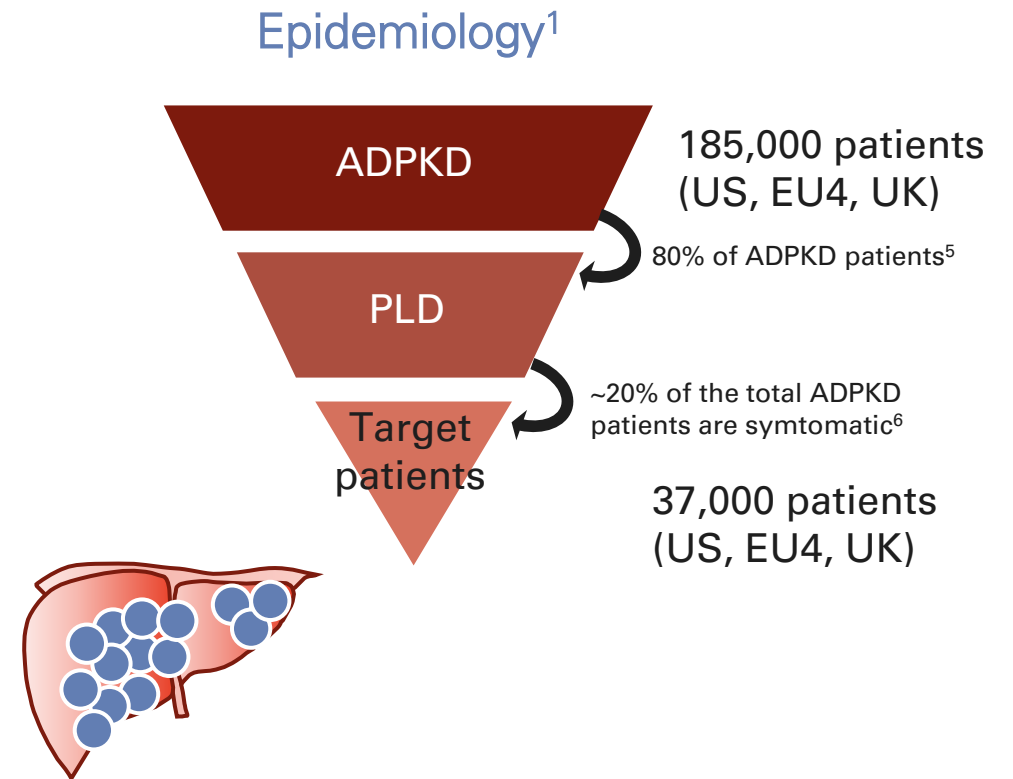 Epidemiology¹
ADPKD
185,000 patients
(US, EU4, UK)
80% of ADPKD patients⁵
PLD
~20% of the total ADPKD
patients are symtomatic⁶
Target
patients
37,000 patients
(US, EU4, UK)